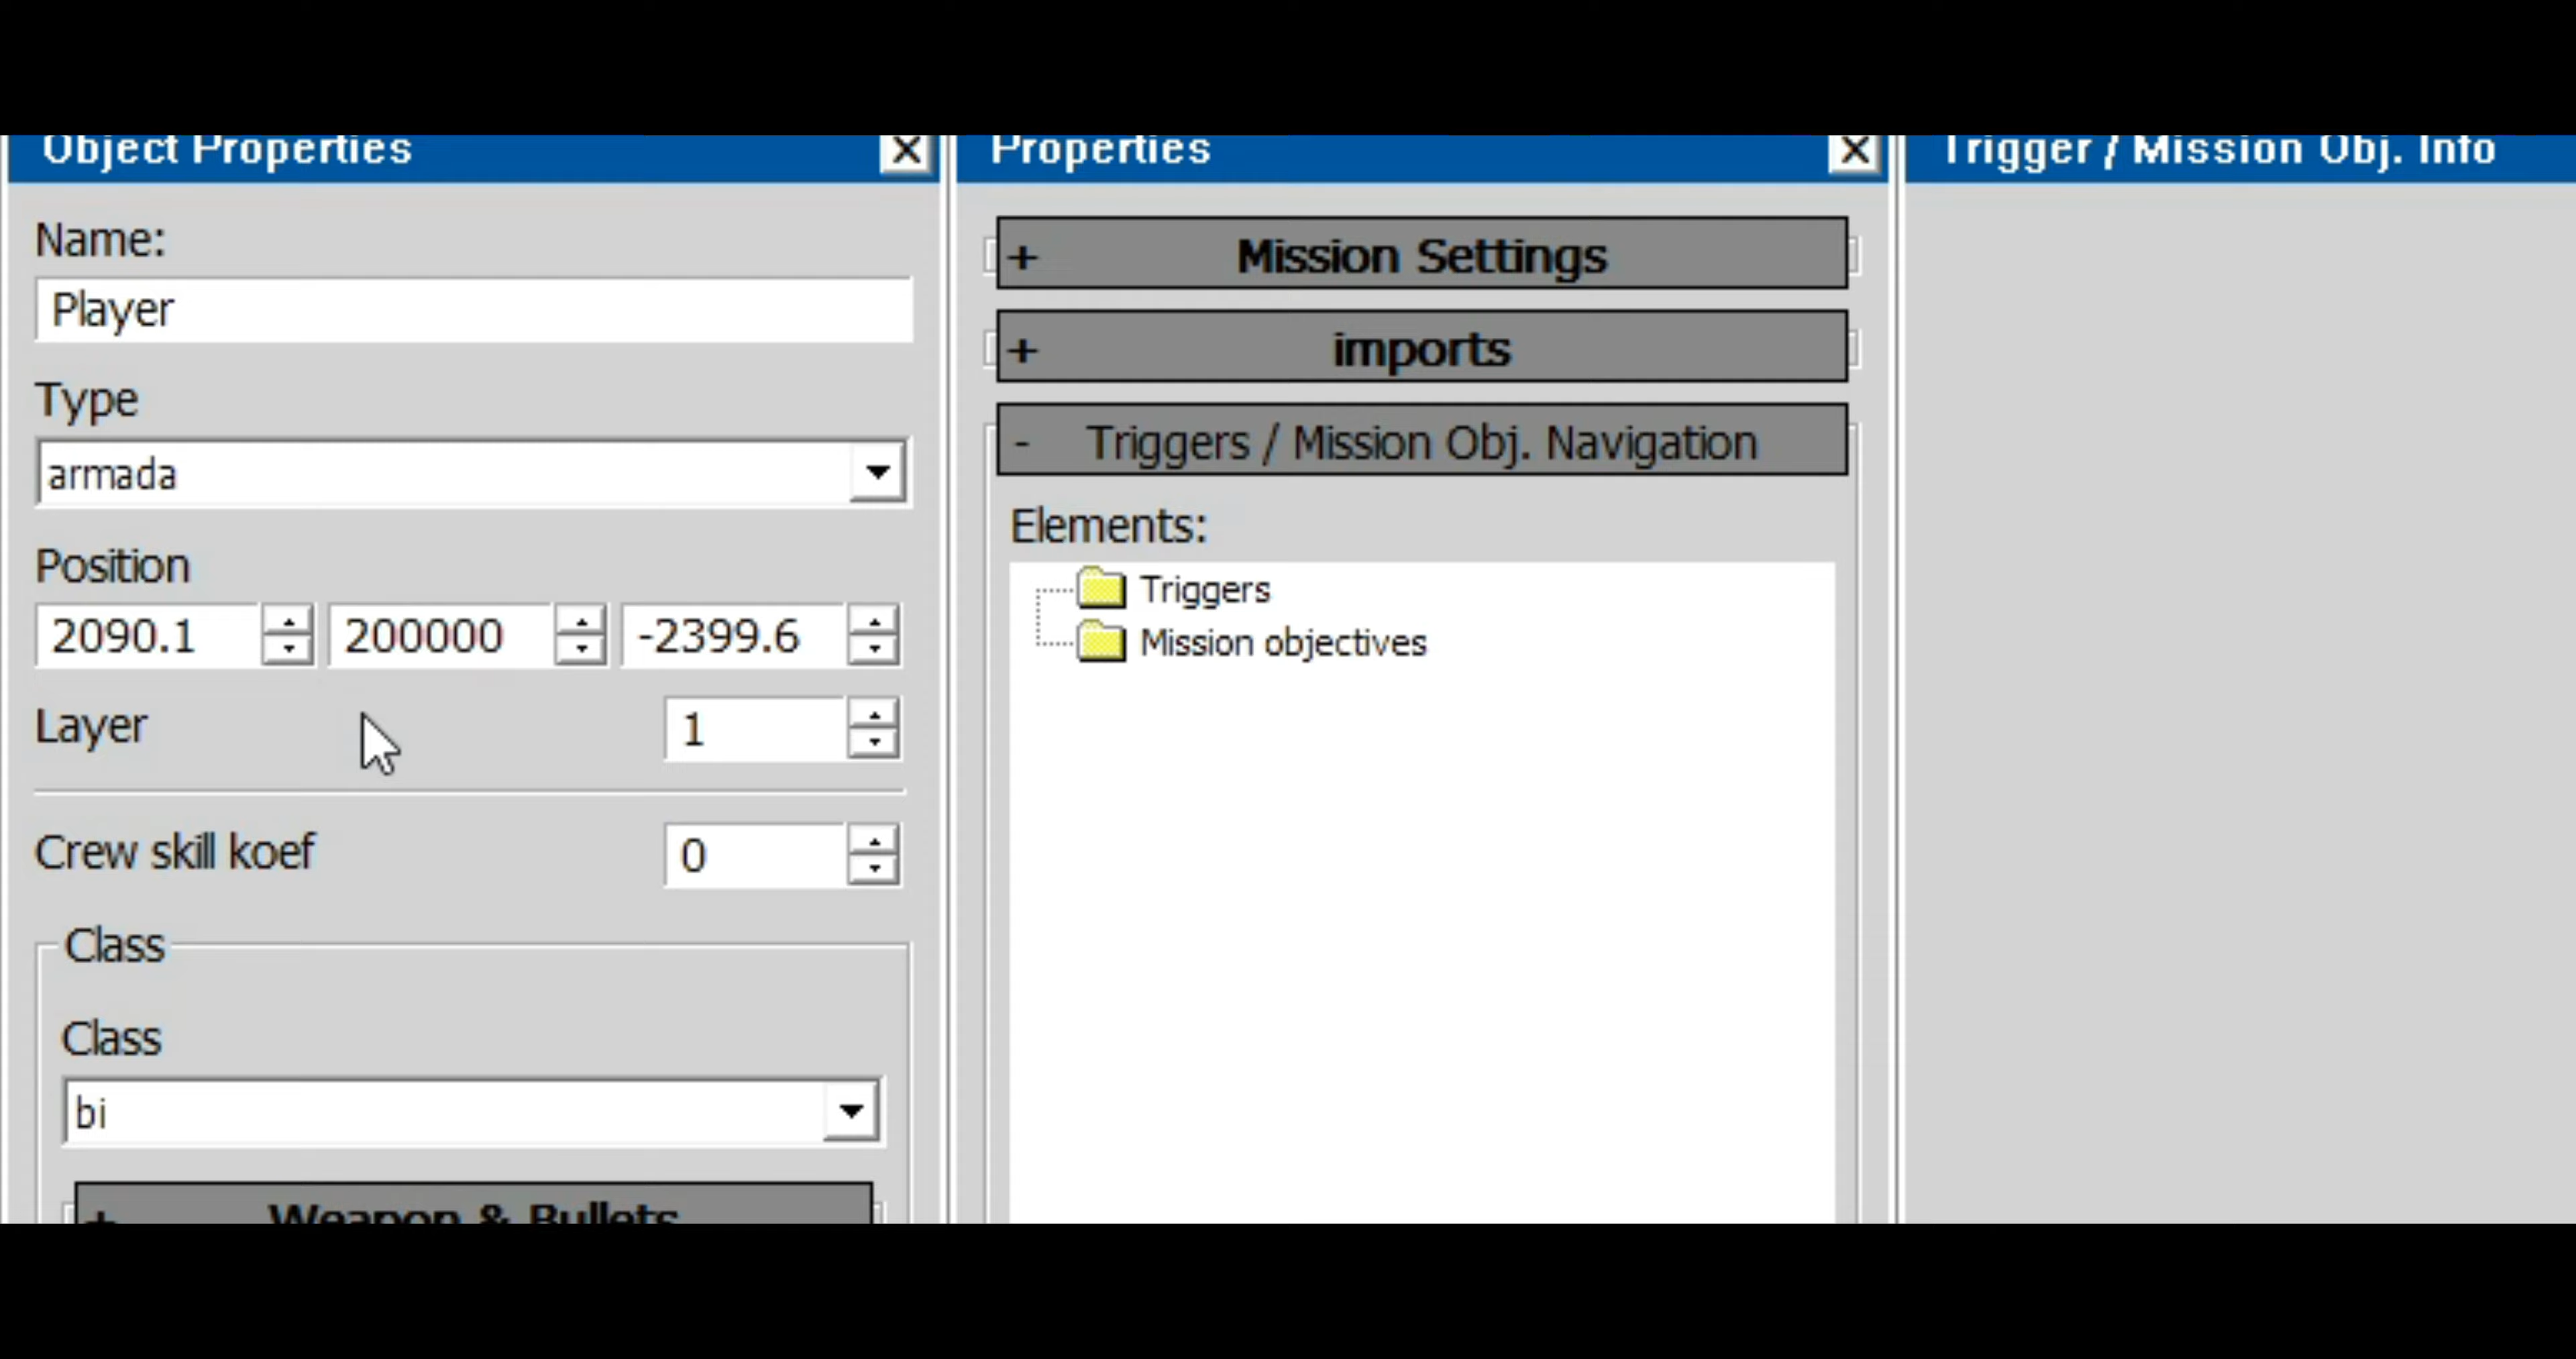 Object Properties
Name:
Player
Type
armada
Position
2090.1 200000 -2399.6
Layer 1
Crew skill koef 0
Class
Class
bi
+ Weapon & Bullets
Properties
+ Mission Settings
+ imports
- Triggers / Mission Obj. Navigation
Elements:
Triggers
Mission objectives
Trigger / Mission Obj. Info